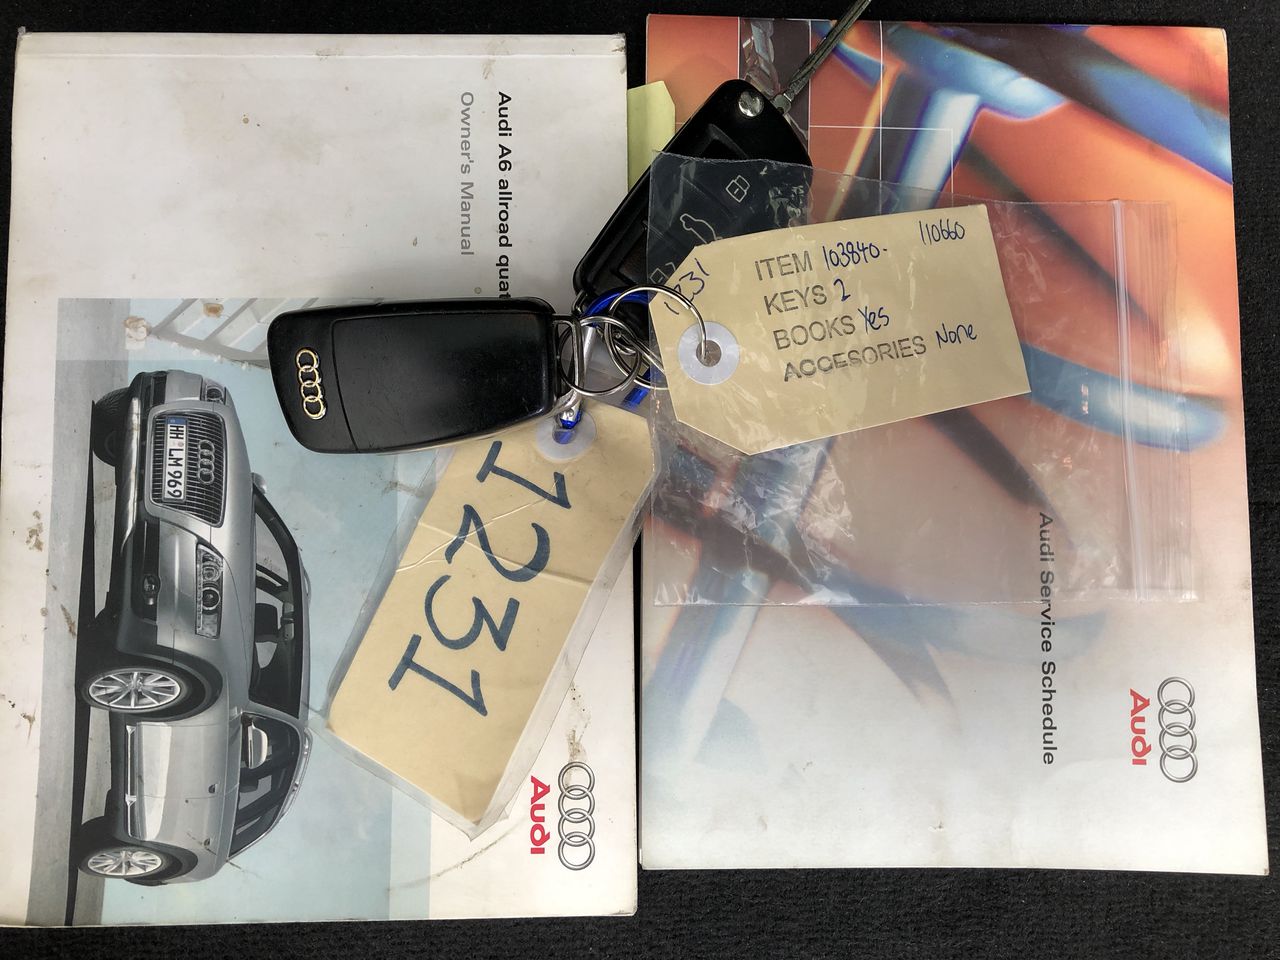 Audi A6 allroad quat
Owner's Manual
HH LM 969
Audi
1231
1231
ITEM 103840- 110660
KEYS 2
BOOKS Yes
ACCESORIES None
Audi Service Schedule
Audi